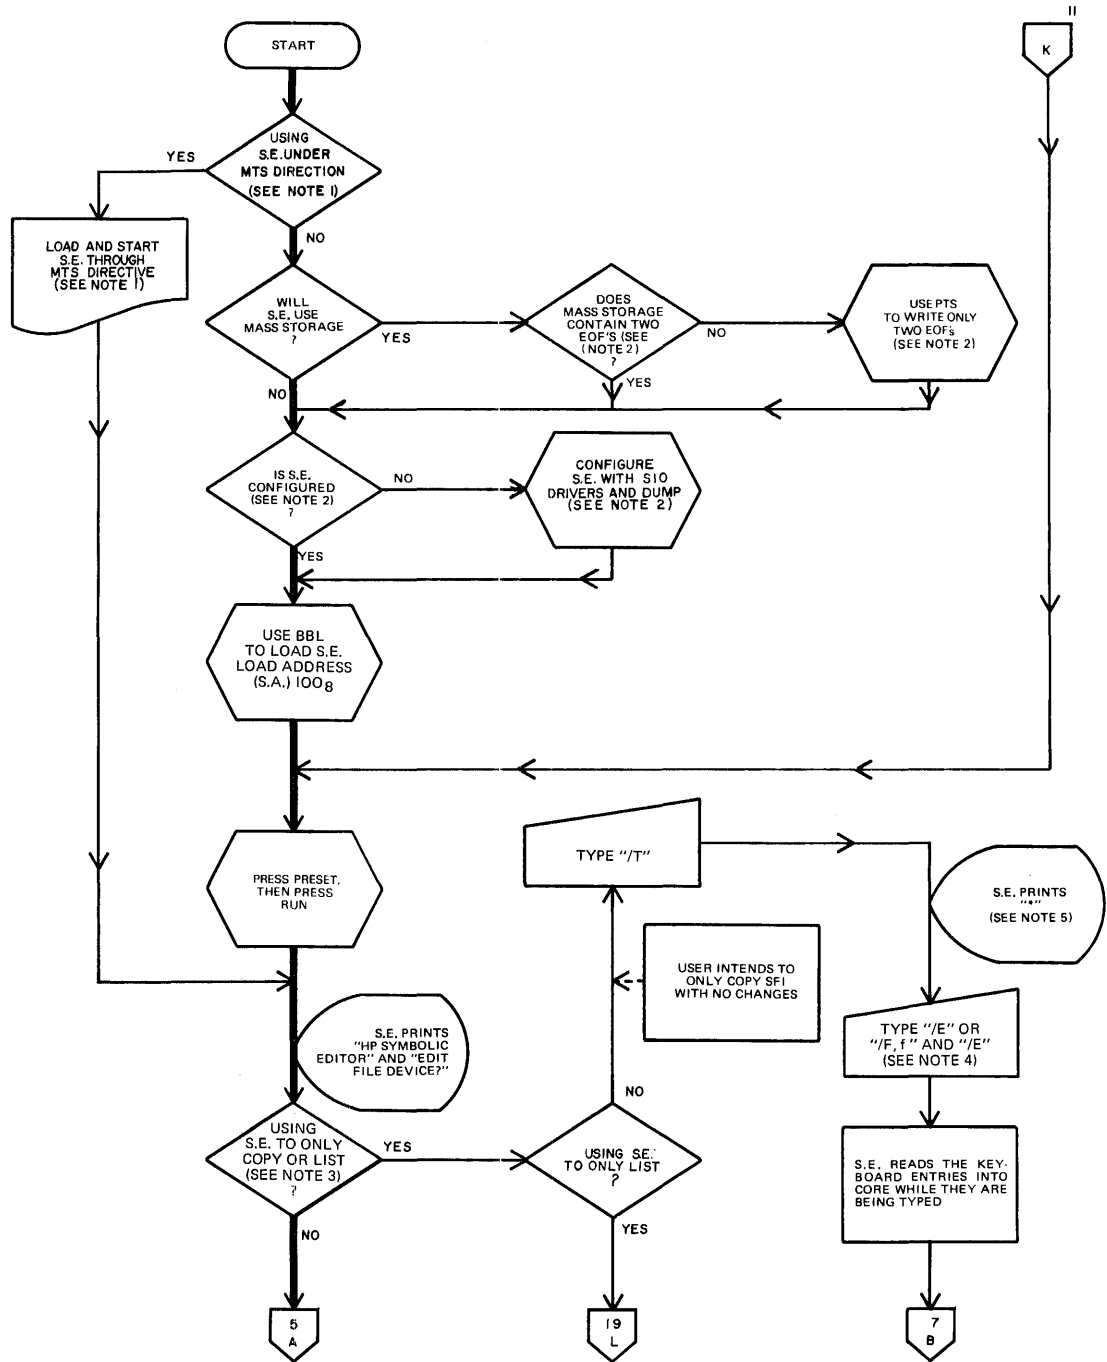 11
K
START
USING
S.E. UNDER
MTS DIRECTION
(SEE NOTE 1)
YES
NO
LOAD AND START
S.E. THROUGH
MTS DIRECTIVE
(SEE NOTE 1)
WILL
S.E. USE
MASS STORAGE
?
YES
NO
DOES
MASS STORAGE
CONTAIN TWO
EOF'S (SEE
(NOTE 2)
?
NO
YES
USE PTS
TO WRITE ONLY
TWO EOF's
(SEE NOTE 2)
IS S.E.
CONFIGURED
(SEE NOTE 2)
?
NO
YES
CONFIGURE
S.E. WITH SIO
DRIVERS AND DUMP
(SEE NOTE 2)
USE BBL
TO LOAD S.E.
LOAD ADDRESS
(S.A.) 100₈
PRESS PRESET,
THEN PRESS
RUN
TYPE "/T"
S.E. PRINTS
"*"
(SEE NOTE 5)
USER INTENDS TO
ONLY COPY SFI
WITH NO CHANGES
TYPE "/E" OR
"/F, f" AND "/E"
(SEE NOTE 4)
S.E. PRINTS
"HP SYMBOLIC
EDITOR" AND "EDIT
FILE DEVICE?"
USING
S.E. TO ONLY
COPY OR LIST
(SEE NOTE 3)
?
YES
NO
USING S.E.
TO ONLY LIST
?
NO
YES
S.E. READS THE KEY-
BOARD ENTRIES INTO
CORE WHILE THEY ARE
BEING TYPED
5
A
19
L
7
B